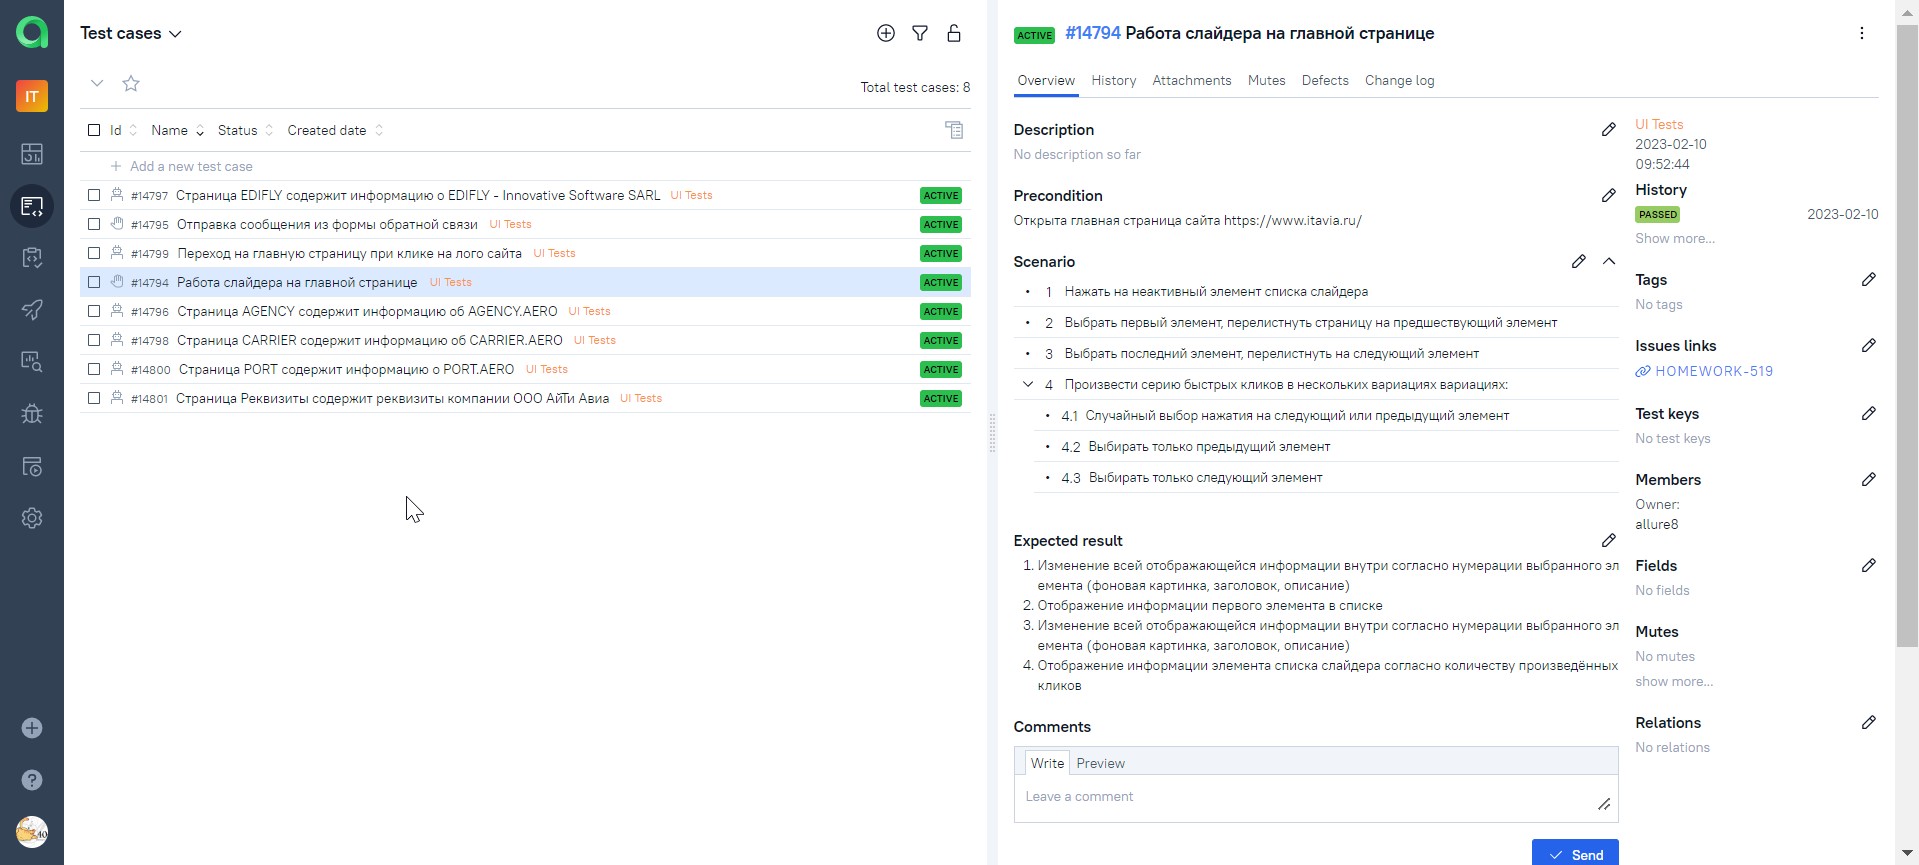 IT
Test cases
Total test cases: 8
Id Name Status Created date
Add a new test case
#14797 Страница EDIFLY содержит информацию о EDIFLY - Innovative Software SARL UI Tests ACTIVE
#14795 Отправка сообщения из формы обратной связи UI Tests ACTIVE
#14799 Переход на главную страницу при клике на лого сайта UI Tests ACTIVE
#14794 Работа слайдера на главной странице UI Tests ACTIVE
#14796 Страница AGENCY содержит информацию об AGENCY.AERO UI Tests ACTIVE
#14798 Страница CARRIER содержит информацию об CARRIER.AERO UI Tests ACTIVE
#14800 Страница PORT содержит информацию о PORT.AERO UI Tests ACTIVE
#14801 Страница Реквизиты содержит реквизиты компании ООО АйТи Авиа UI Tests ACTIVE
ACTIVE #14794 Работа слайдера на главной странице
Overview History Attachments Mutes Defects Change log
Description
No description so far
Precondition
Открыта главная страница сайта https://www.itavia.ru/
Scenario
• 1 Нажать на неактивный элемент списка слайдера
• 2 Выбрать первый элемент, перелистнуть страницу на предшествующий элемент
• 3 Выбрать последний элемент, перелистнуть на следующий элемент
4 Произвести серию быстрых кликов в нескольких вариациях вариациях:
• 4.1 Случайный выбор нажатия на следующий или предыдущий элемент
• 4.2 Выбирать только предыдущий элемент
• 4.3 Выбирать только следующий элемент
Expected result
1. Изменение всей отображающейся информации внутри согласно нумерации выбранного эл
емента (фоновая картинка, заголовок, описание)
2. Отображение информации первого элемента в списке
3. Изменение всей отображающейся информации внутри согласно нумерации выбранного эл
емента (фоновая картинка, заголовок, описание)
4. Отображение информации элемента списка слайдера согласно количеству произведённых
кликов
Comments
Write Preview
Leave a comment
Send
UI Tests
2023-02-10
09:52:44
History
PASSED 2023-02-10
Show more...
Tags
No tags
Issues links
HOMEWORK-519
Test keys
No test keys
Members
Owner:
allure8
Fields
No fields
Mutes
No mutes
show more...
Relations
No relations